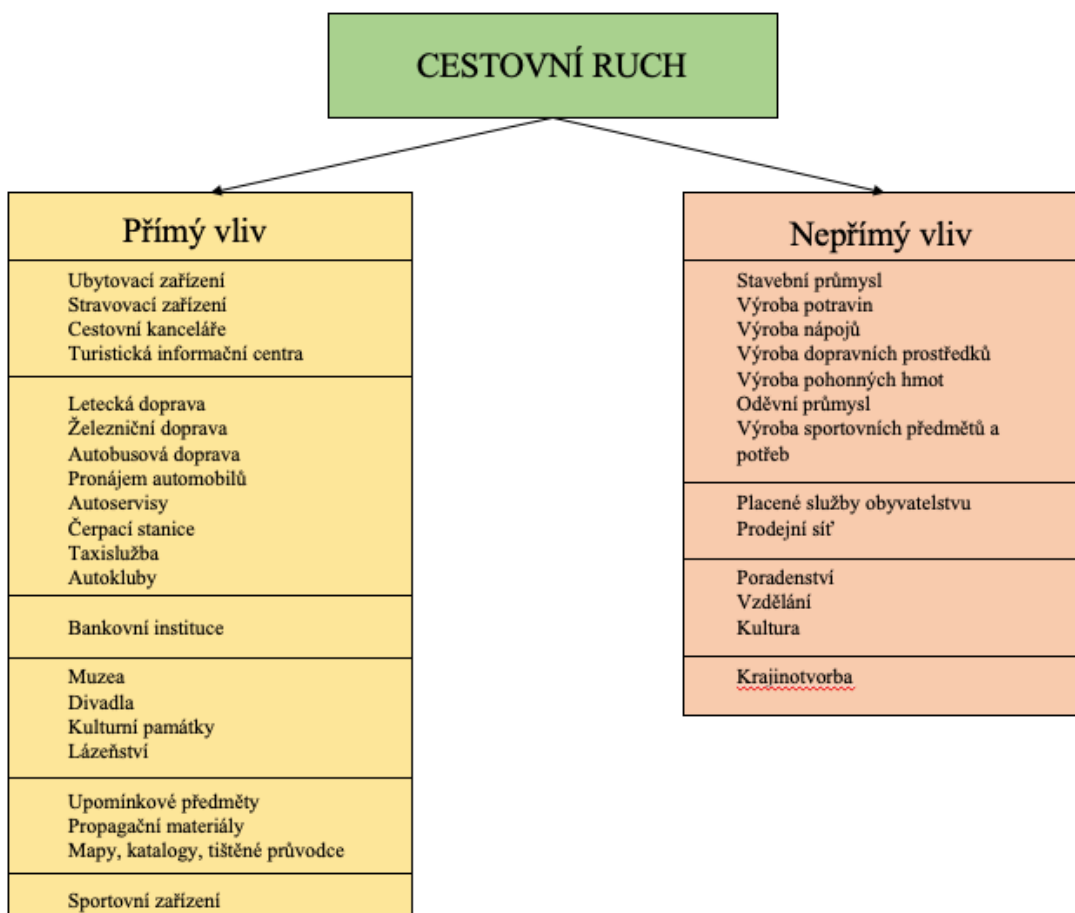 CESTOVNÍ RUCH
Přímý vliv
Ubytovací zařízení
Stravovací zařízení
Cestovní kanceláře
Turistická informační centra
Letecká doprava
Železniční doprava
Autobusová doprava
Pronájem automobilů
Autoservisy
Čerpací stanice
Taxislužba
Autokluby
Bankovní instituce
Muzea
Divadla
Kulturní památky
Lázeňství
Upomínkové předměty
Propagační materiály
Mapy, katalogy, tištěné průvodce
Sportovní zařízení
Nepřímý vliv
Stavební průmysl
Výroba potravin
Výroba nápojů
Výroba dopravních prostředků
Výroba pohonných hmot
Oděvní průmysl
Výroba sportovních předmětů a
potřeb
Placené služby obyvatelstvu
Prodejní síť
Poradenství
Vzdělání
Kultura
Krajinotvorba